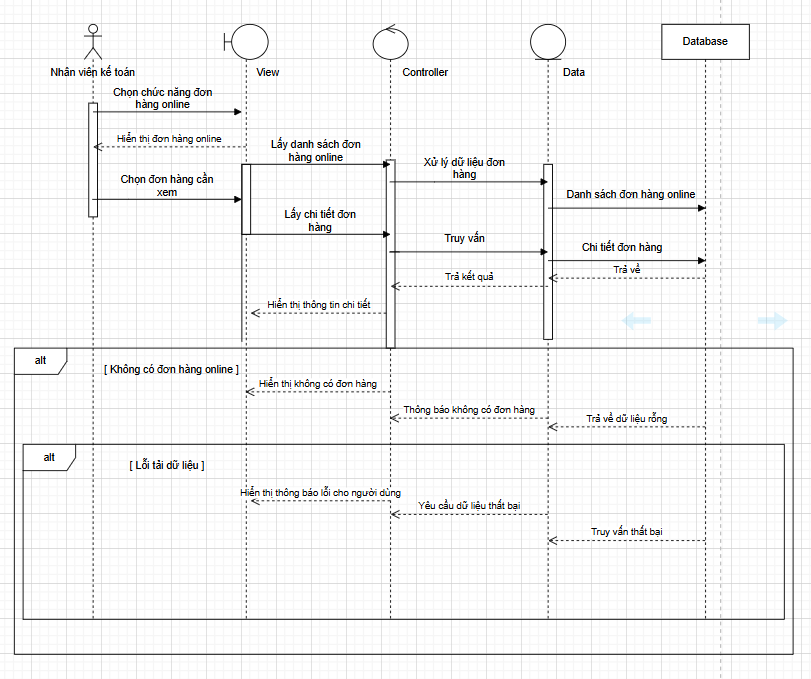 Database
Nhân viên kế toán
View
Controller
Data
Chọn chức năng đơn
hàng online
Hiển thị đơn hàng online
Lấy danh sách đơn
hàng online
Xử lý dữ liệu đơn
hàng
Chọn đơn hàng cần
xem
Danh sách đơn hàng online
Lấy chi tiết đơn
hàng
Truy vấn
Chi tiết đơn hàng
Trả về
Trả kết quả
Hiển thị thông tin chi tiết
alt
[ Không có đơn hàng online ]
Hiển thị không có đơn hàng
Thông báo không có đơn hàng
Trả về dữ liệu rỗng
alt
[ Lỗi tải dữ liệu ]
Hiển thị thông báo lỗi cho người dùng
Yêu cầu dữ liệu thất bại
Truy vấn thất bại